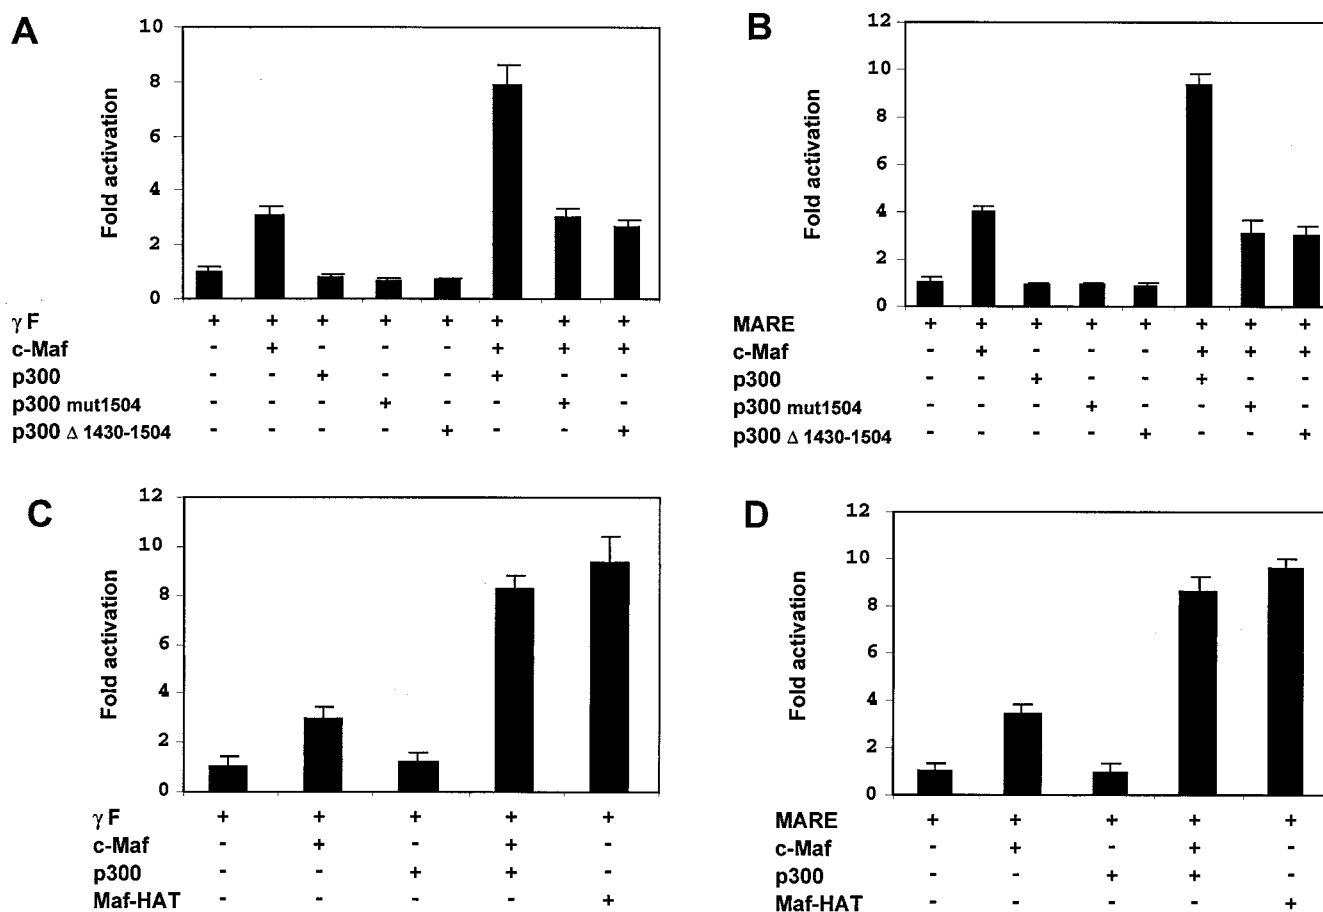 A
Fold activation
10
8
6
4
2
0
γ F + + + + + + + +
c-Maf - + - - - + + +
p300 - - + - - + - -
p300 mut1504 - - - + - - + -
p300 Δ 1430-1504 - - - - + - - +
B
Fold activation
12
10
8
6
4
2
0
MARE + + + + + + + +
c-Maf - + - - - + + +
p300 - - + - - + - -
p300 mut1504 - - - + - - + -
p300 Δ 1430-1504 - - - - + - - +
C
Fold activation
12
10
8
6
4
2
0
γ F + + + + +
c-Maf - + - + -
p300 - - + + -
Maf-HAT - - - - +
D
Fold activation
12
10
8
6
4
2
0
MARE + + + + +
c-Maf - + - + -
p300 - - + + -
Maf-HAT - - - - +